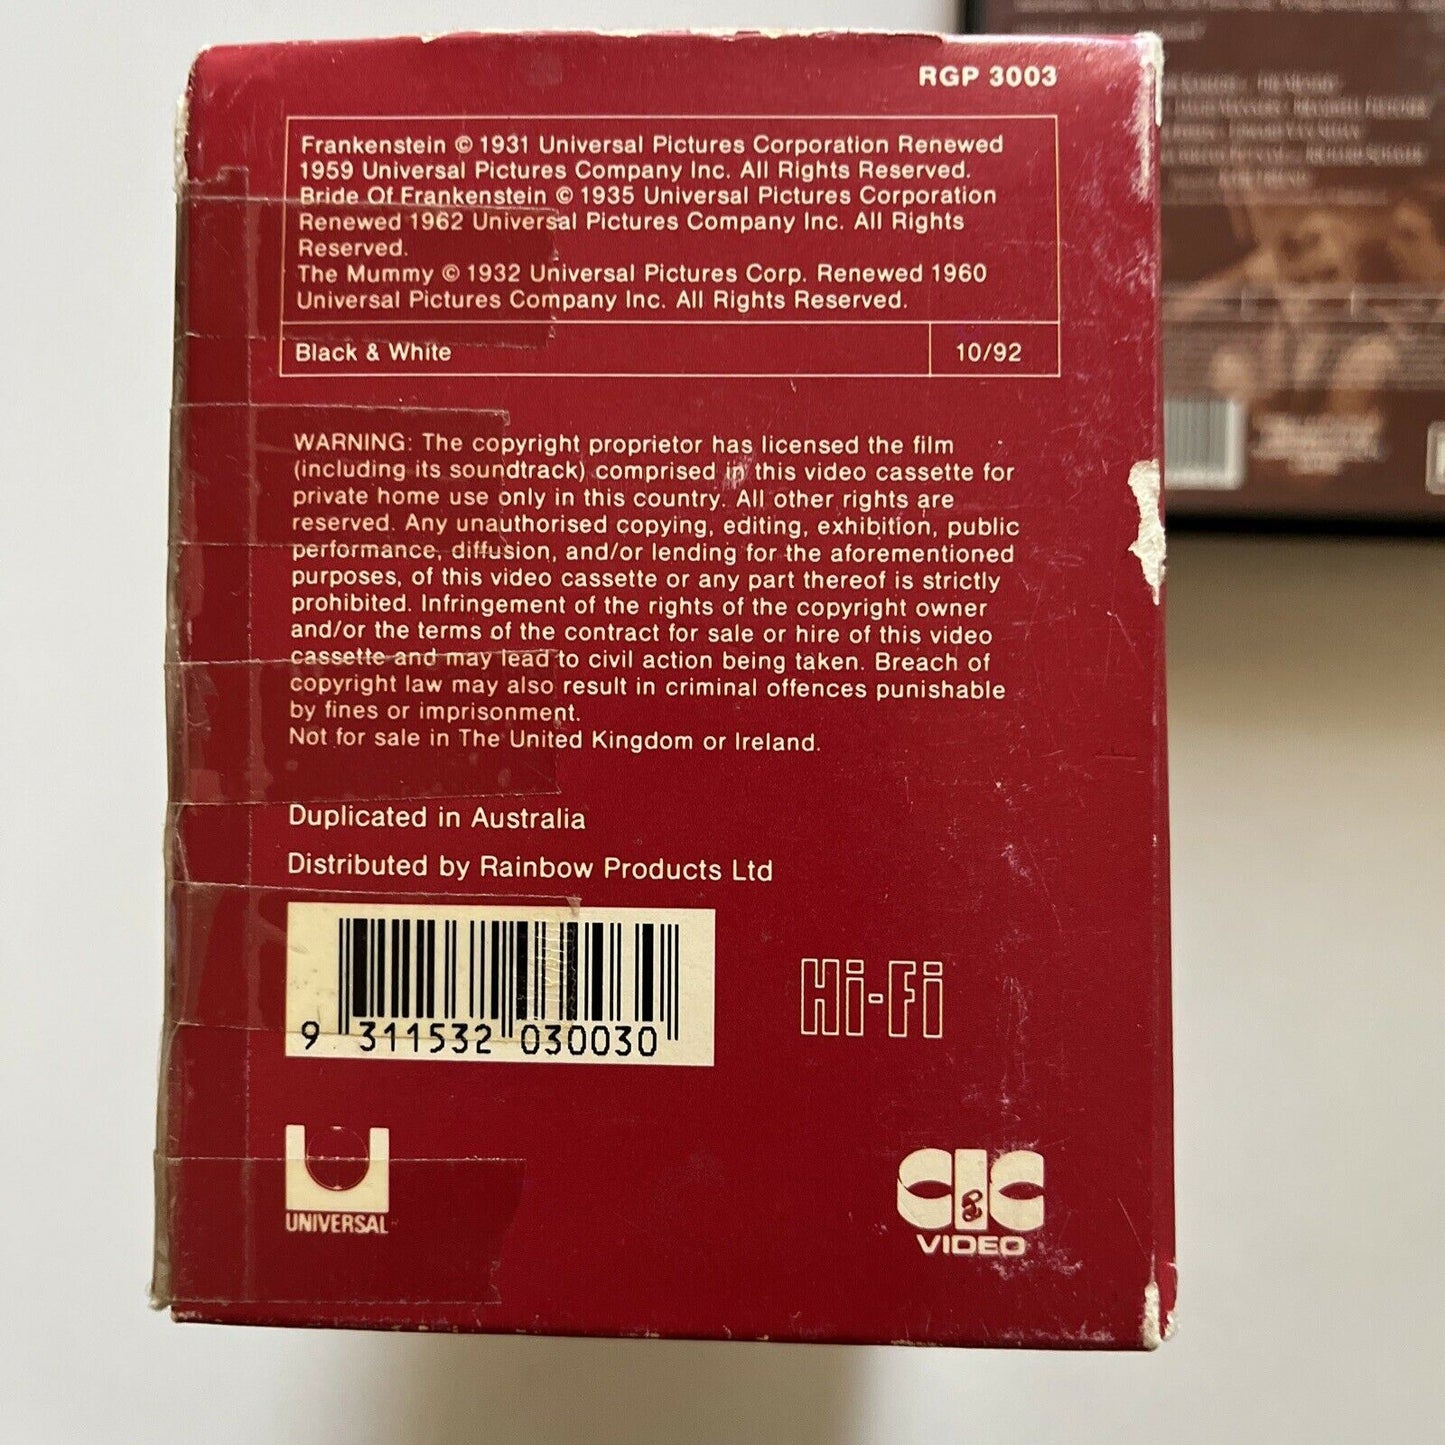 RGP 3003
Frankenstein © 1931 Universal Pictures Corporation Renewed
1959 Universal Pictures Company Inc. All Rights Reserved.
Bride Of Frankenstein © 1935 Universal Pictures Corporation
Renewed 1962 Universal Pictures Company Inc. All Rights
Reserved.
The Mummy © 1932 Universal Pictures Corp. Renewed 1960
Universal Pictures Company Inc. All Rights Reserved.
Black & White 10/92
WARNING: The copyright proprietor has licensed the film
(including its soundtrack) comprised in this video cassette for
private home use only in this country. All other rights are
reserved. Any unauthorised copying, editing, exhibition, public
performance, diffusion, and/or lending for the aforementioned
purposes, of this video cassette or any part thereof is strictly
prohibited. Infringement of the rights of the copyright owner
and/or the terms of the contract for sale or hire of this video
cassette and may lead to civil action being taken. Breach of
copyright law may also result in criminal offences punishable
by fines or imprisonment.
Not for sale in The United Kingdom or Ireland.
Duplicated in Australia
Distributed by Rainbow Products Ltd
9 311532 030030
Hi-Fi
UNIVERSAL
CIC
VIDEO